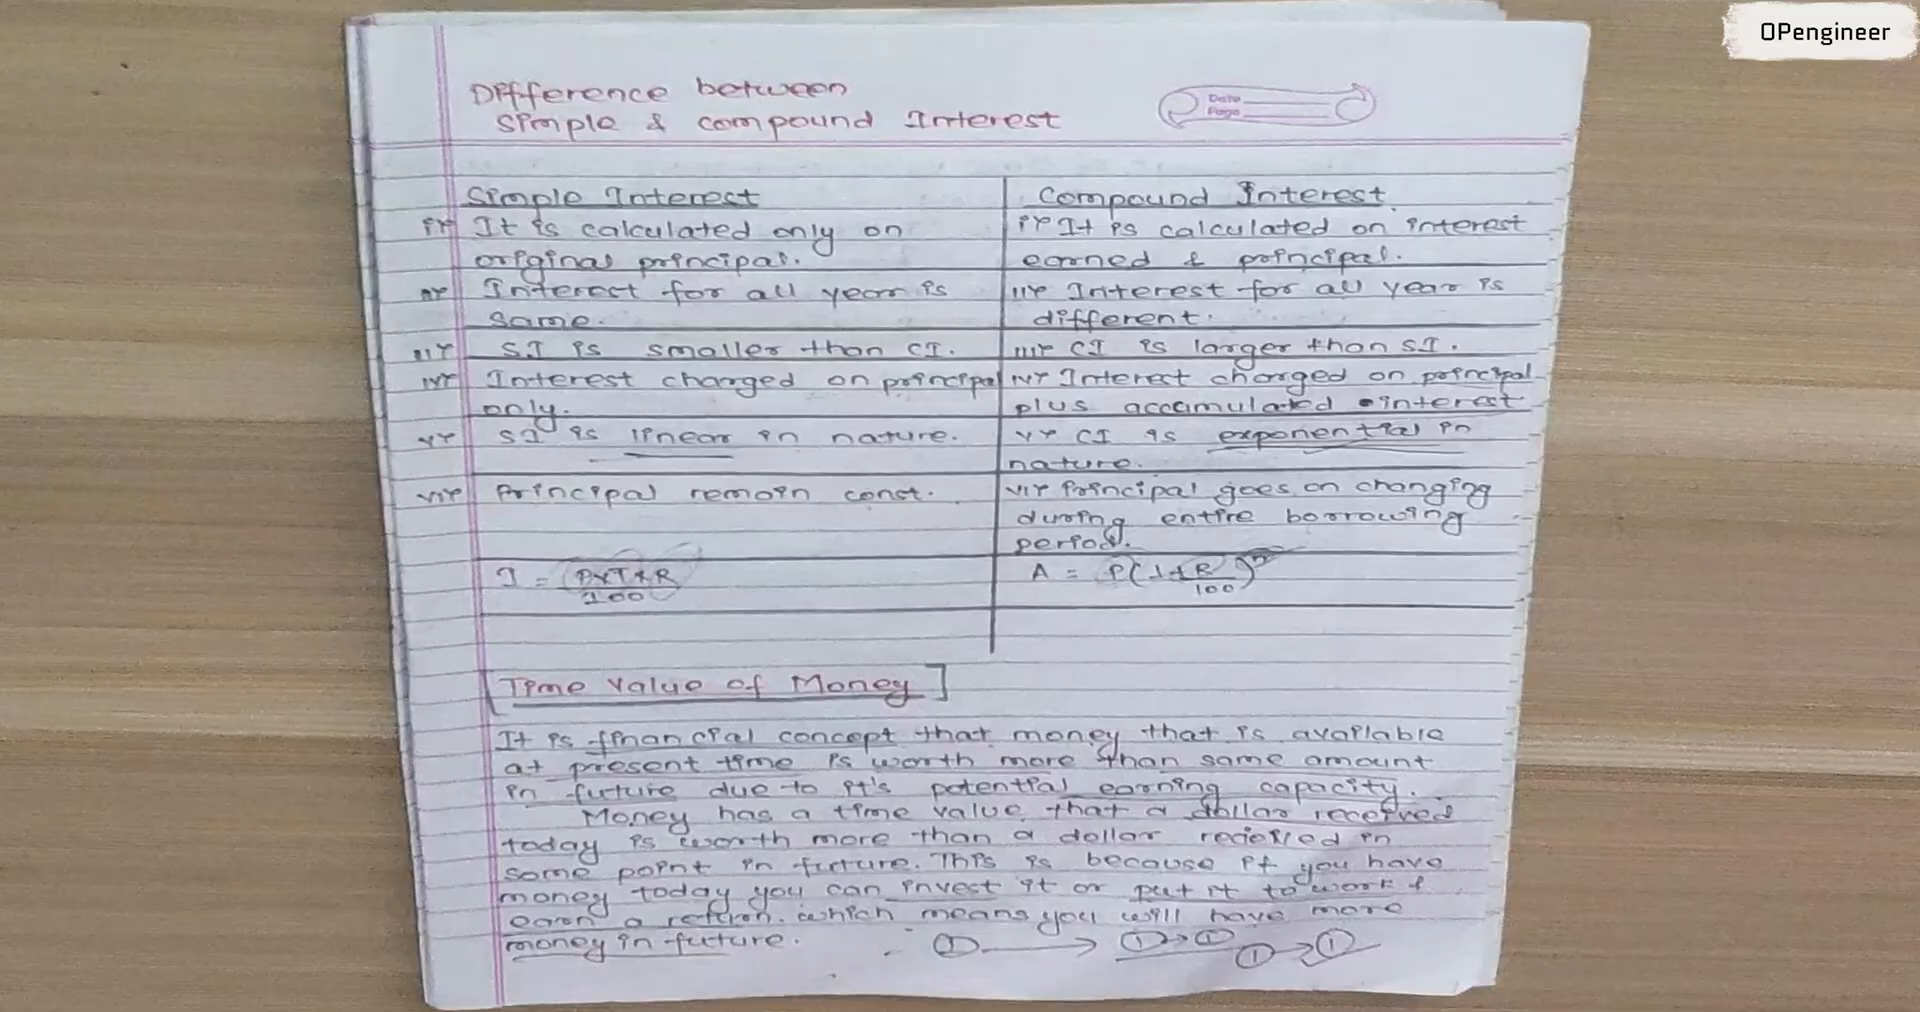 OPengineer
Difference between
Simple & compound Interest
Date
Page
Simple Interest
Compound Interest
i) It is calculated only on
original principal.
i) It is calculated on interest
earned & principal.
ii) Interest for all year is
same.
ii) Interest for all year is
different.
iii) SI is smaller than CI.
iii) CI is larger than SI.
iv) Interest charged on principal
only.
iv) Interest charged on principal
plus accamulated interest
v) SI is linear in nature.
v) CI is exponential in
nature.
vi) Principal remain const.
vi) Principal goes on changing
during entire borrowing
period.
I = P×T×R
100
A = P(1+R
100)^n
[Time Value of Money]
It is financial concept that money that is available
at present time is worth more than same amount
in future due to it's potential earning capacity.
Money has a time value that a dollar received
today is worth more than a dollar in
some point in future. This is because if you have
money today you can invest it or put it to work &
earn a return. which means you will have more
money in future.
1 1 1
1 1